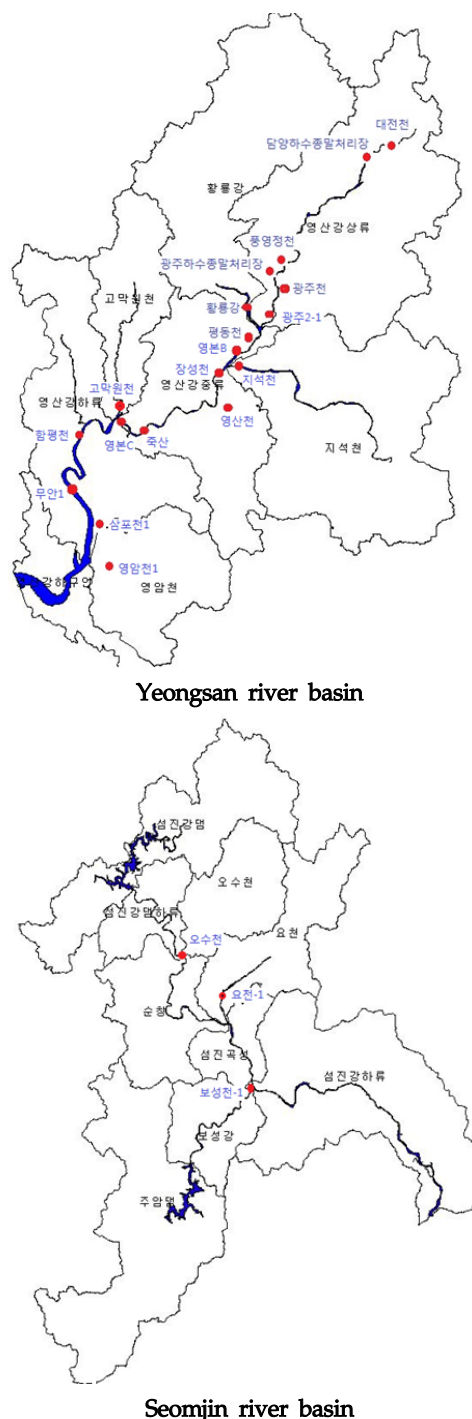 대전천
담양하수종말처리장
황룡강
영산강상류
풍영정천
광주하수종말처리장
광주천
고막원천
황룡강
광주2-1
평동천
영본B
장성천
지석천
영산강중류
고막원천
영산강하류
영산천
함평천
영본C
죽산
지석천
무안1
삼포천1
영암천1
영암천
Yeongsan river basin
섬진강댐
오수천
섬진강댐하류
요천
오수천
요천-1
순창
섬진곡성
섬진강하류
보성천-1
보성강
주암댐
Seomjin river basin